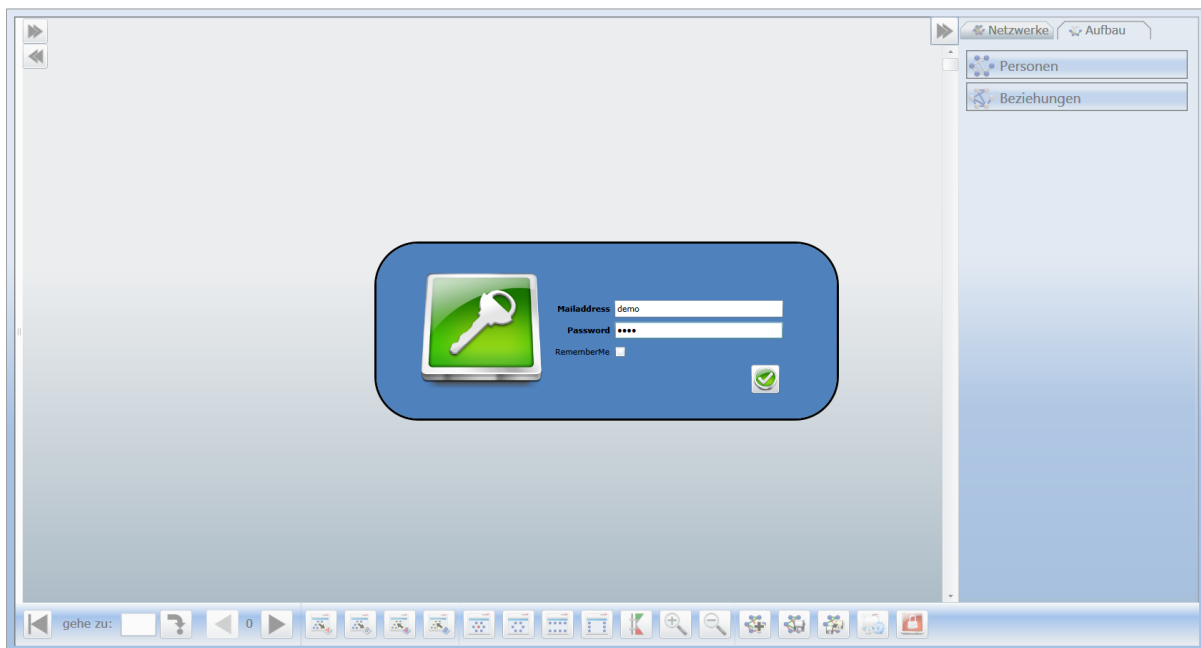 Netzwerke
Aufbau
Personen
Beziehungen
Mailaddress demo
Password ••••
RememberMe
gehe zu:
0